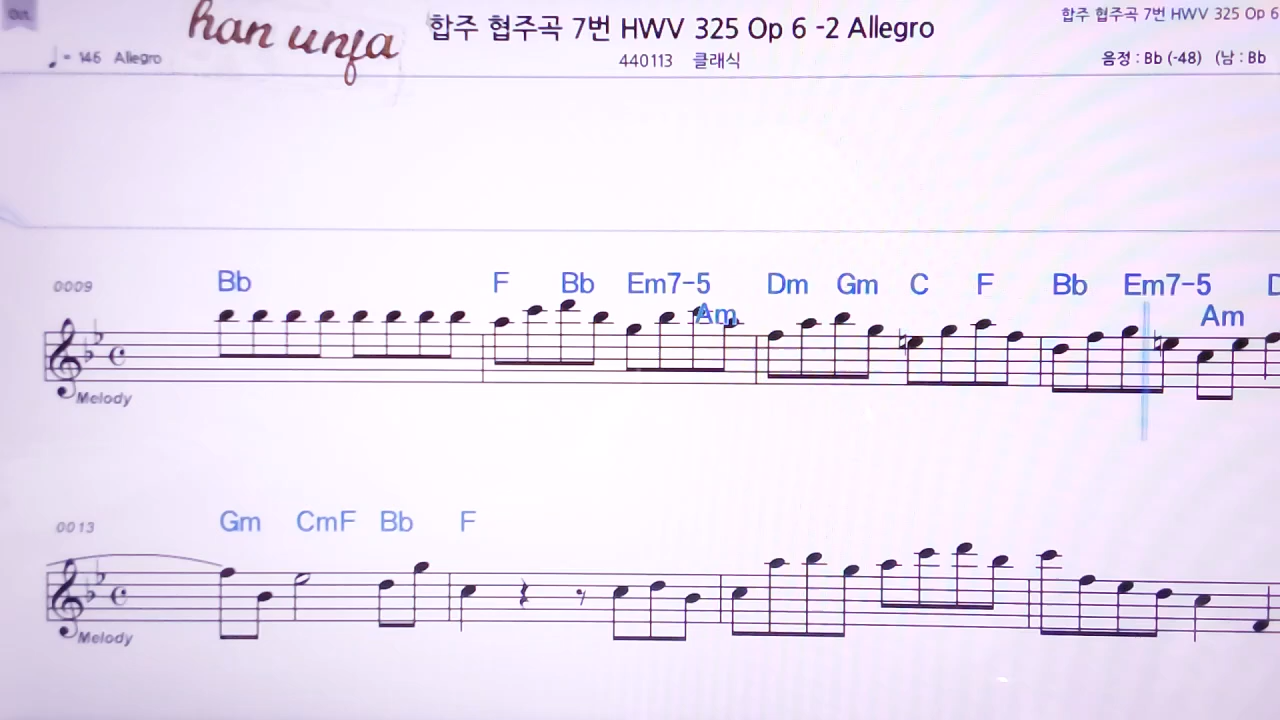 han unfa
합주 협주곡 7번 HWV 325 Op 6 -2 Allegro
합주 협주곡 7번 HWV 325 Op 6
♩ = 146 Allegro
440113 클래식
음정 : Bb (-48) (남 : Bb
0009 Bb F Bb Em7-5 Am Dm Gm C F Bb Em7-5 Am
Melody
0013 Gm CmF Bb F
Melody